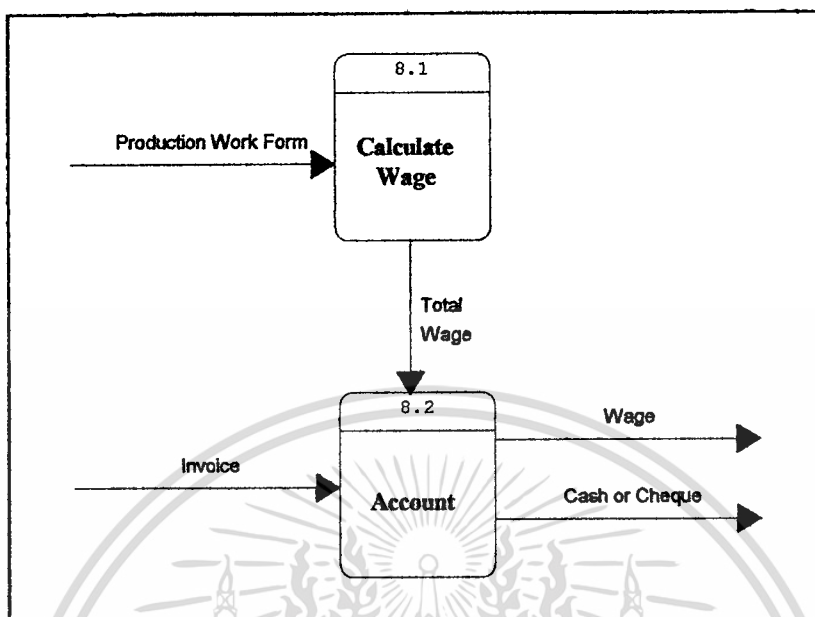 8.1
Production Work Form
Calculate
Wage
Total
Wage
8.2
Wage
Invoice
Account
Cash or Cheque